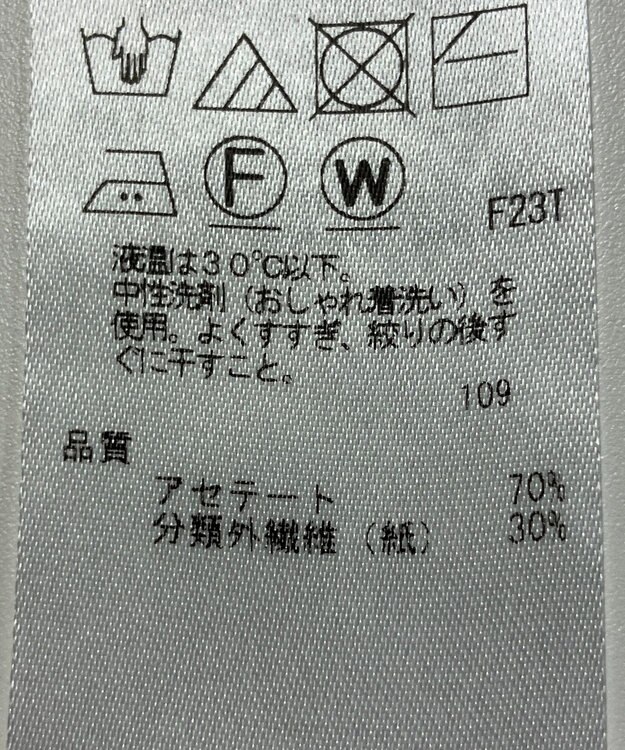 F
W
F23T
液温は30℃以下。
中性洗剤(おしゃれ着洗い)を
使用。よくすすぎ、絞りの後す
ぐに干すこと。
109
品質
アセテート 70%
分類外繊維(紙) 30%